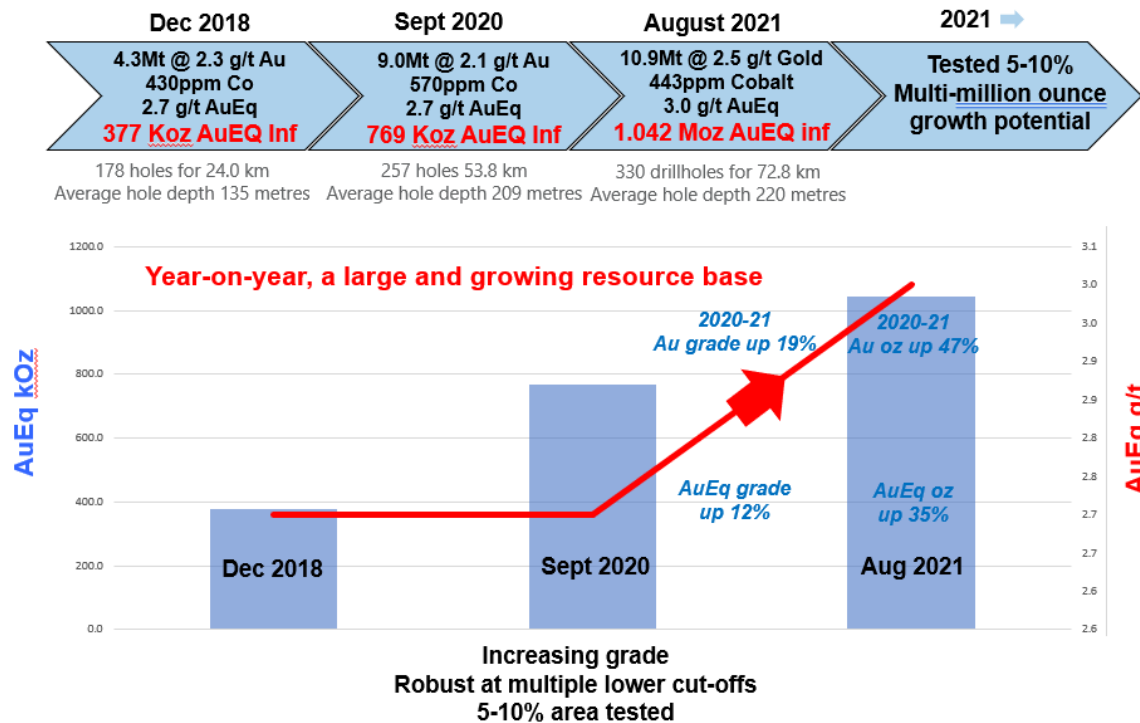 Dec 2018
Sept 2020
August 2021
2021
4.3Mt @ 2.3 g/t Au
430ppm Co
2.7 g/t AuEq
377 Koz AuEQ Inf
9.0Mt @ 2.1 g/t Au
570ppm Co
2.7 g/t AuEq
769 Koz AuEQ Inf
10.9Mt @ 2.5 g/t Gold
443ppm Cobalt
3.0 g/t AuEq
1.042 Moz AuEQ inf
Tested 5-10%
Multi-million ounce
growth potential
178 holes for 24.0 km
Average hole depth 135 metres
257 holes 53.8 km
Average hole depth 209 metres
330 drillholes for 72.8 km
Average hole depth 220 metres
Year-on-year, a large and growing resource base
AuEq kOz
1200.0
1000.0
800.0
600.0
400.0
200.0
0.0
2020-21
Au grade up 19%
2020-21
Au oz up 47%
AuEq grade
up 12%
AuEq oz
up 35%
Dec 2018
Sept 2020
Aug 2021
3.1
3.0
3.0
2.9
2.9
2.8
2.8
2.7
2.7
2.6
2.6
AuEq g/t
Increasing grade
Robust at multiple lower cut-offs
5-10% area tested